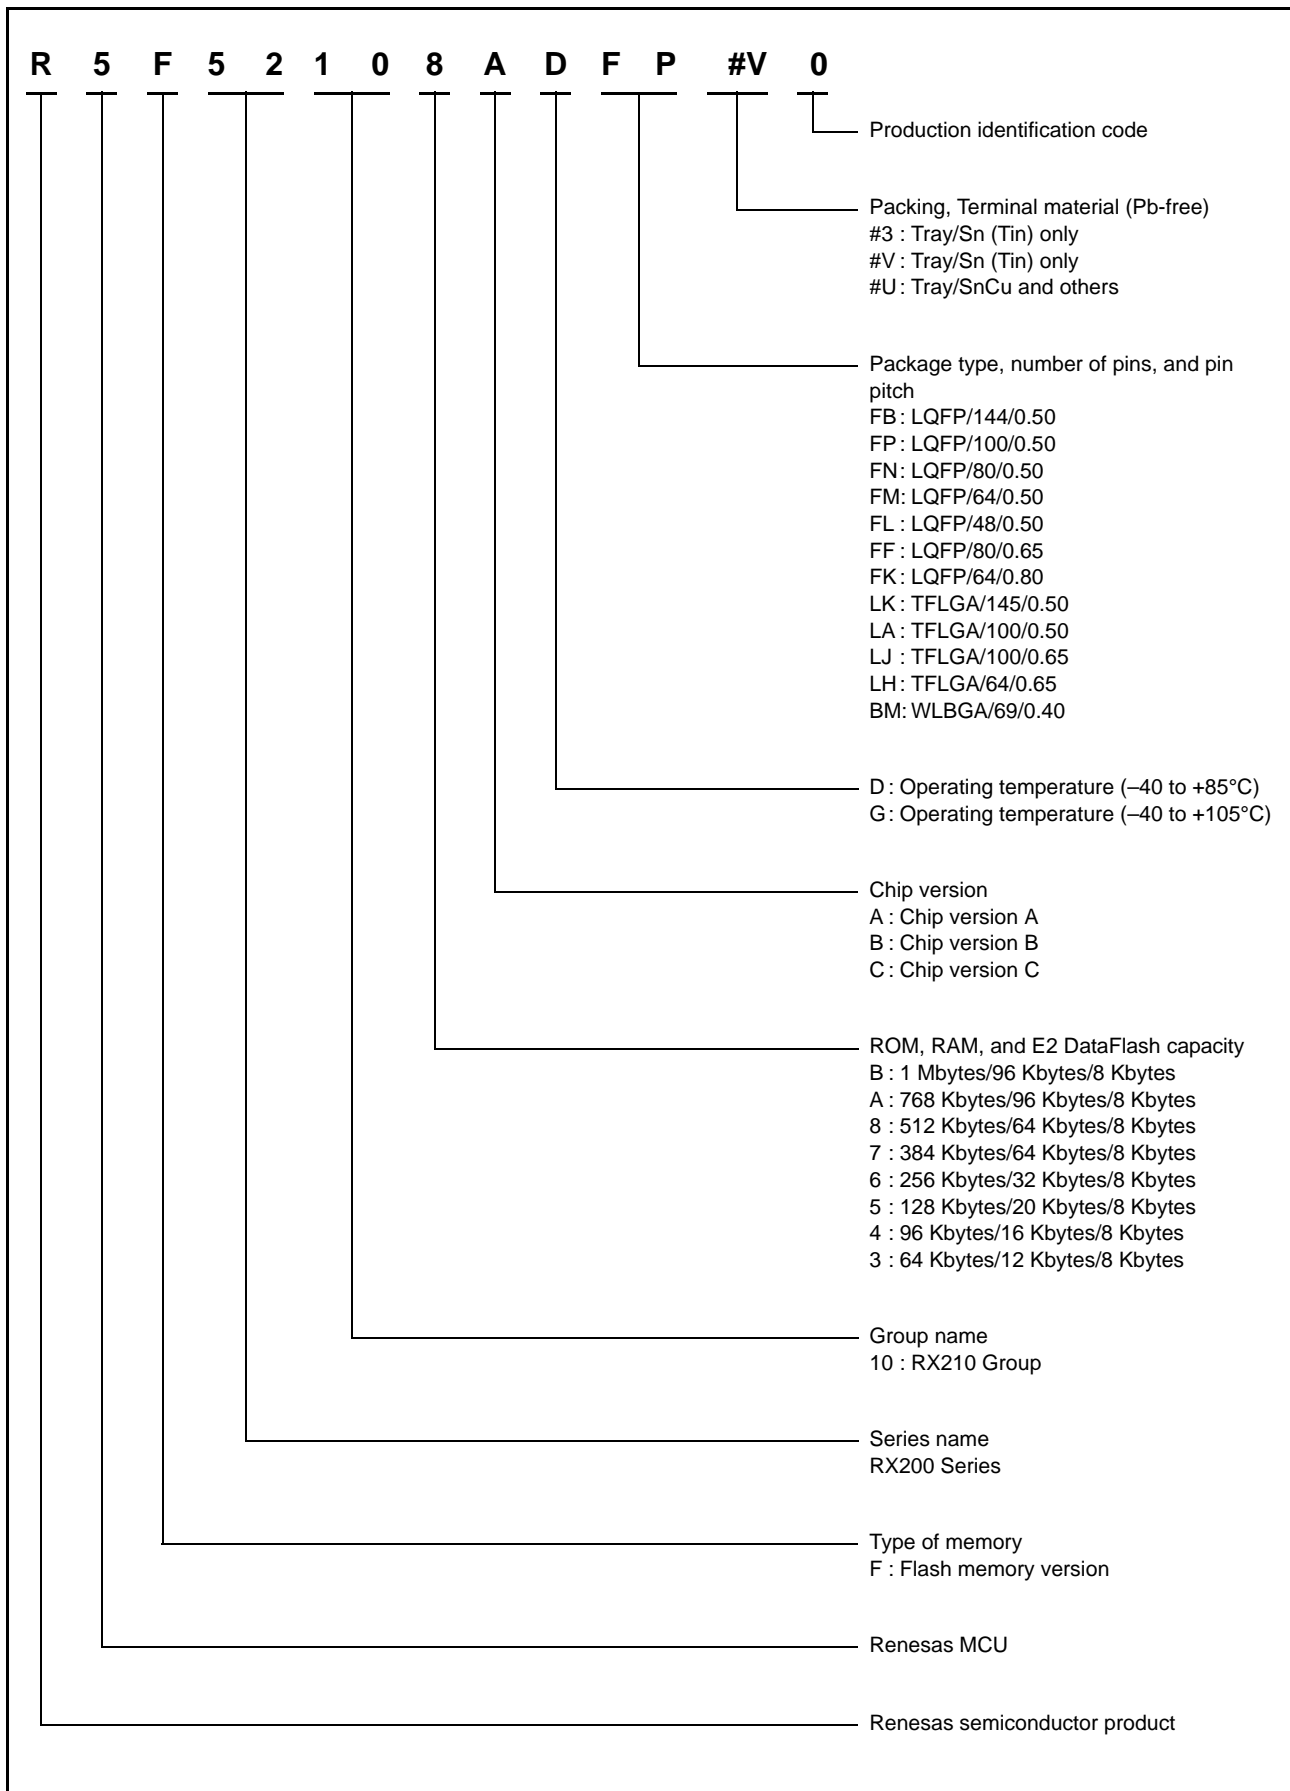 R 5 F 5 2 1 0 8 A D F P #V 0
Production identification code
Packing, Terminal material (Pb-free)
#3 : Tray/Sn (Tin) only
#V : Tray/Sn (Tin) only
#U : Tray/SnCu and others
Package type, number of pins, and pin
pitch
FB : LQFP/144/0.50
FP : LQFP/100/0.50
FN : LQFP/80/0.50
FM: LQFP/64/0.50
FL : LQFP/48/0.50
FF : LQFP/80/0.65
FK : LQFP/64/0.80
LK : TFLGA/145/0.50
LA : TFLGA/100/0.50
LJ : TFLGA/100/0.65
LH : TFLGA/64/0.65
BM: WLBGA/69/0.40
D : Operating temperature (–40 to +85°C)
G : Operating temperature (–40 to +105°C)
Chip version
A : Chip version A
B : Chip version B
C : Chip version C
ROM, RAM, and E2 DataFlash capacity
B : 1 Mbytes/96 Kbytes/8 Kbytes
A : 768 Kbytes/96 Kbytes/8 Kbytes
8 : 512 Kbytes/64 Kbytes/8 Kbytes
7 : 384 Kbytes/64 Kbytes/8 Kbytes
6 : 256 Kbytes/32 Kbytes/8 Kbytes
5 : 128 Kbytes/20 Kbytes/8 Kbytes
4 : 96 Kbytes/16 Kbytes/8 Kbytes
3 : 64 Kbytes/12 Kbytes/8 Kbytes
Group name
10 : RX210 Group
Series name
RX200 Series
Type of memory
F : Flash memory version
Renesas MCU
Renesas semiconductor product